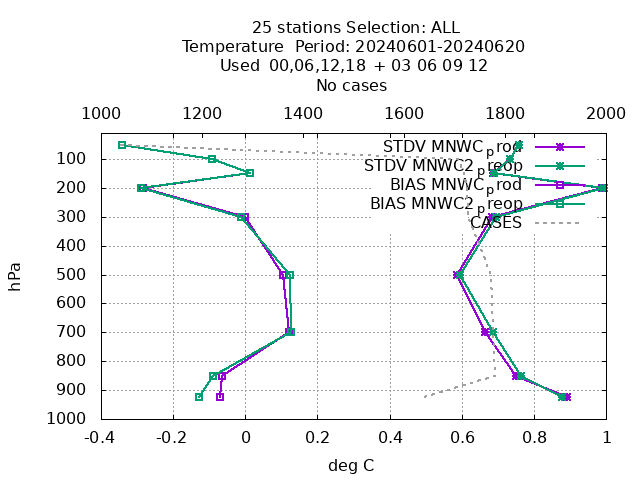 25 stations Selection: ALL
Temperature  Period: 20240601-20240620
Used  00,06,12,18  + 03 06 09 12
No cases
1000 1200 1400 1600 1800 2000
STDV MNWC_prod
STDV MNWC2_preop
BIAS MNWC_prod
BIAS MNWC2_preop
CASES
hPa
100
200
300
400
500
600
700
800
900
1000
-0.4 -0.2 0 0.2 0.4 0.6 0.8 1
deg C